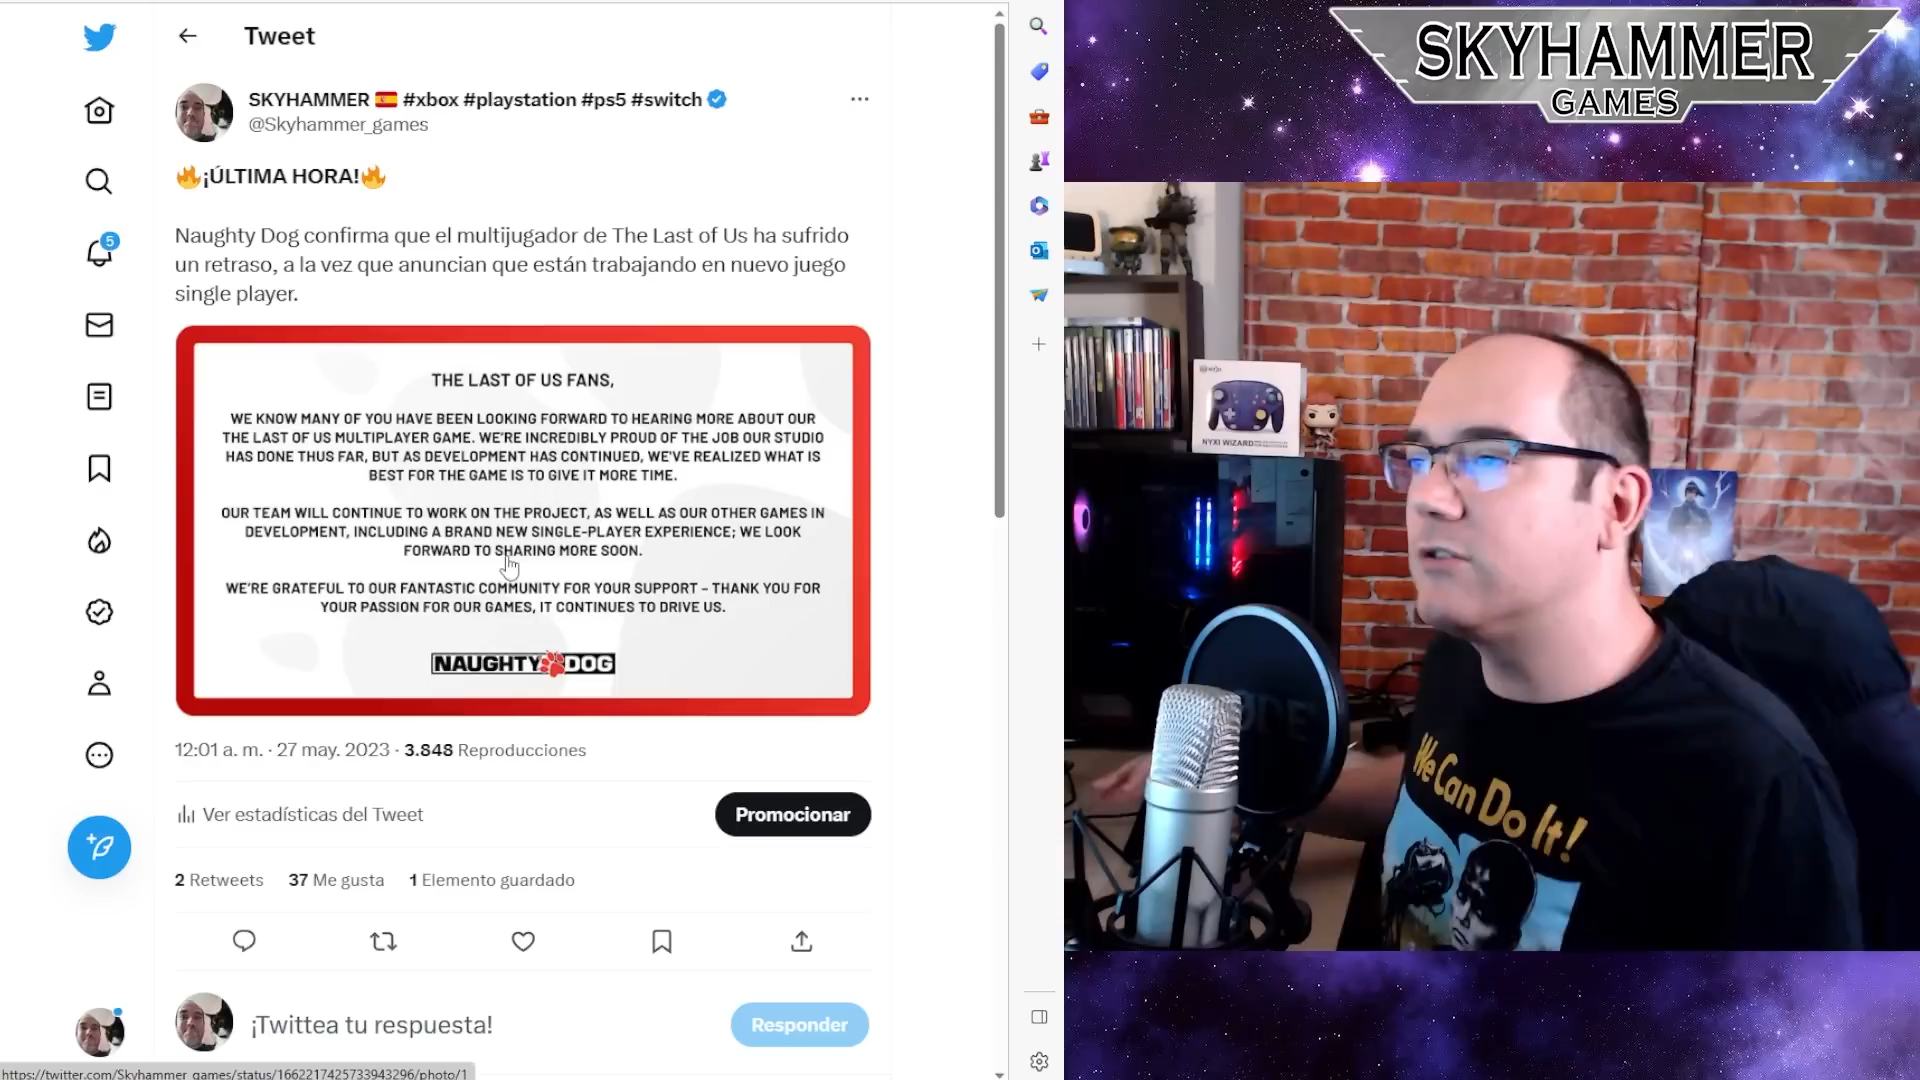 Tweet
SKYHAMMER 🇪🇸 #xbox #playstation #ps5 #switch
@Skyhammer_games
🔥¡ÚLTIMA HORA!🔥
Naughty Dog confirma que el multijugador de The Last of Us ha sufrido
un retraso, a la vez que anuncian que están trabajando en nuevo juego
single player.
THE LAST OF US FANS,
WE KNOW MANY OF YOU HAVE BEEN LOOKING FORWARD TO HEARING MORE ABOUT OUR
THE LAST OF US MULTIPLAYER GAME. WE'RE INCREDIBLY PROUD OF THE JOB OUR STUDIO
HAS DONE THUS FAR, BUT AS DEVELOPMENT HAS CONTINUED, WE'VE REALIZED WHAT IS
BEST FOR THE GAME IS TO GIVE IT MORE TIME.
OUR TEAM WILL CONTINUE TO WORK ON THE PROJECT, AS WELL AS OUR OTHER GAMES IN
DEVELOPMENT, INCLUDING A BRAND NEW SINGLE-PLAYER EXPERIENCE; WE LOOK
FORWARD TO SHARING MORE SOON.
WE'RE GRATEFUL TO OUR FANTASTIC COMMUNITY FOR YOUR SUPPORT – THANK YOU FOR
YOUR PASSION FOR OUR GAMES, IT CONTINUES TO DRIVE US.
NAUGHTY DOG
12:01 a. m. · 27 may. 2023 · 3.848 Reproducciones
Ver estadísticas del Tweet
Promocionar
2 Retweets 37 Me gusta 1 Elemento guardado
¡Twittea tu respuesta!
Responder
https://twitter.com/Skyhammer_games/status/1662217425733943296/photo/1
5
SKYHAMMER
GAMES
NYXI WIZARD
We Can Do It!